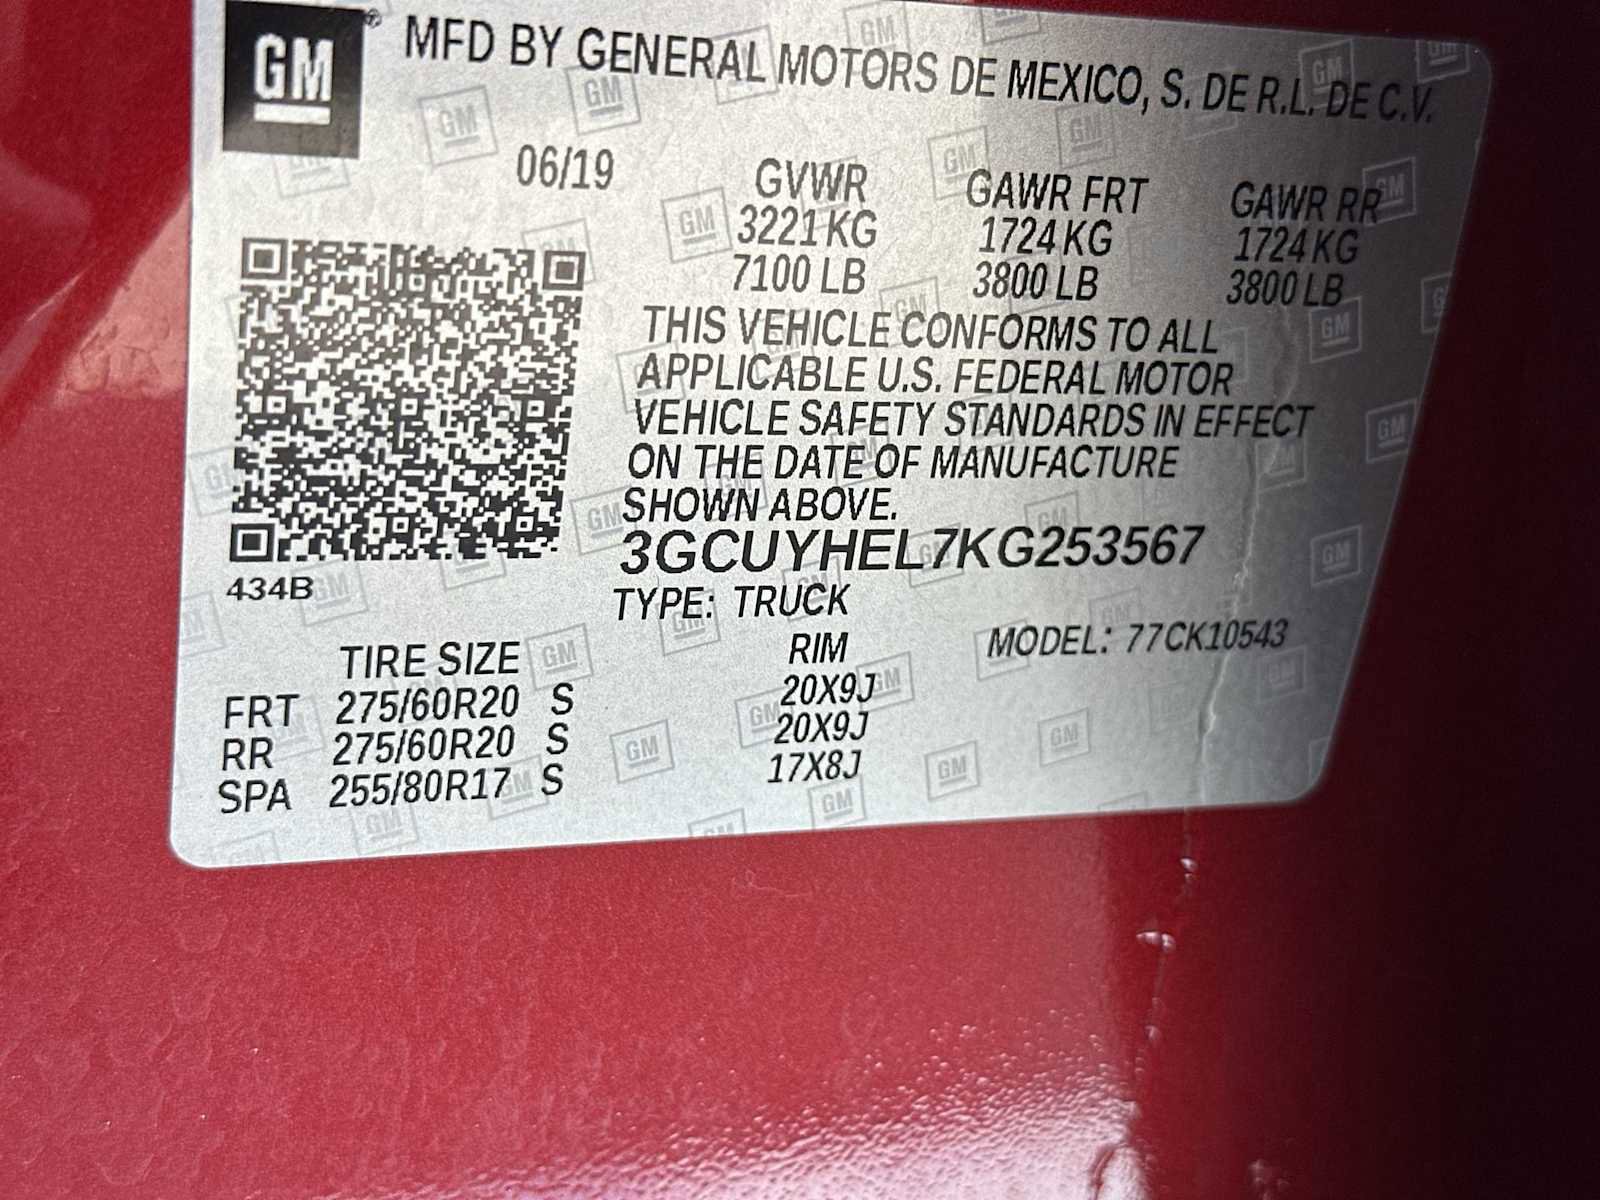 GM ® MFD BY GENERAL MOTORS DE MEXICO, S. DE R.L. DE C.V.
06/19
GVWR GAWR FRT GAWR RR
3221 KG 1724 KG 1724 KG
7100 LB 3800 LB 3800 LB
THIS VEHICLE CONFORMS TO ALL
APPLICABLE U.S. FEDERAL MOTOR
VEHICLE SAFETY STANDARDS IN EFFECT
ON THE DATE OF MANUFACTURE
SHOWN ABOVE.
3GCUYHEL7KG253567
434B
TYPE: TRUCK MODEL: 77CK10543
TIRE SIZE RIM
FRT 275/60R20 S 20X9J
RR 275/60R20 S 20X9J
SPA 255/80R17 S 17X8J